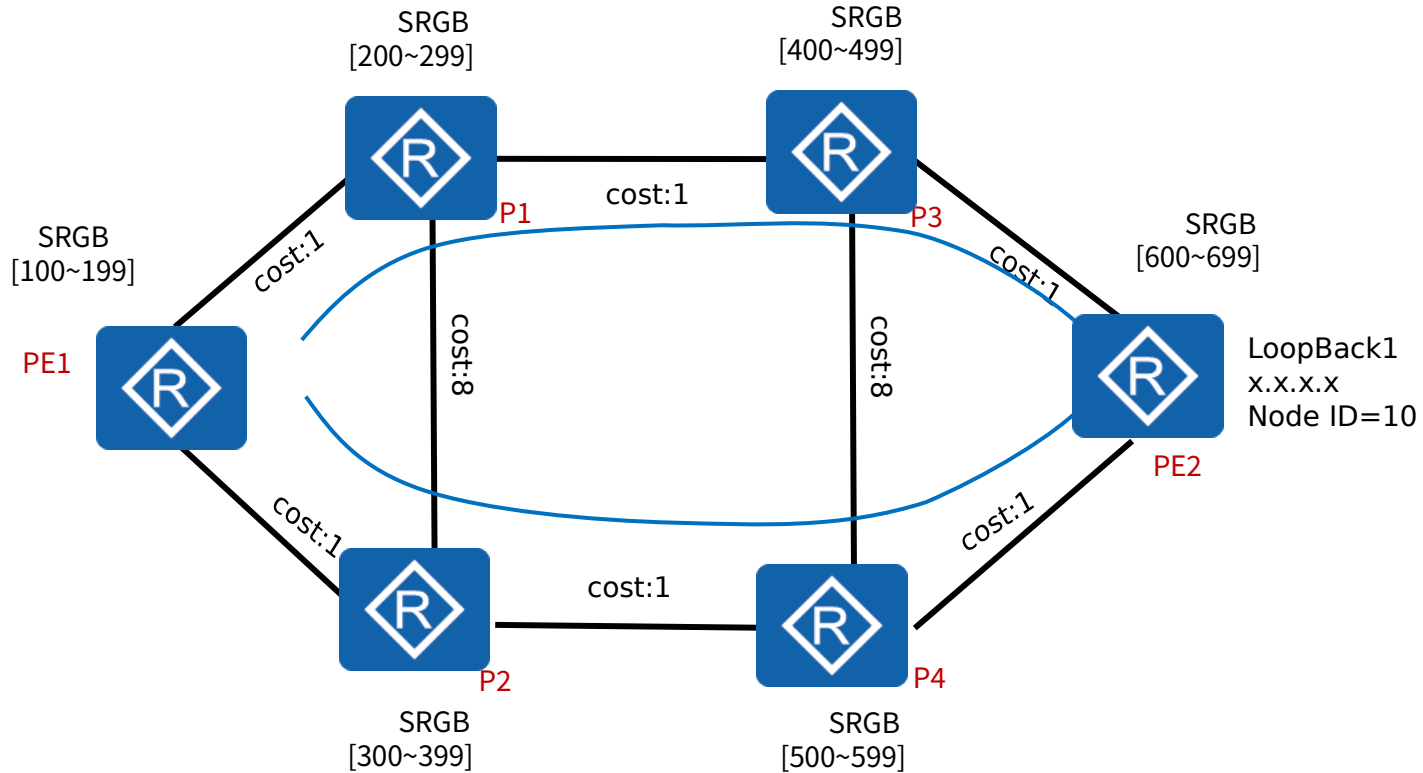 SRGB
[200~299]
SRGB
[400~499]
R
R
P1
cost:1
P3
SRGB
[100~199]
cost:1
cost:1
SRGB
[600~699]
PE1
R
cost:8
cost:8
R
LoopBack1
x.x.x.x
Node ID=10
PE2
cost:1
cost:1
R
cost:1
R
P2
P4
SRGB
[300~399]
SRGB
[500~599]